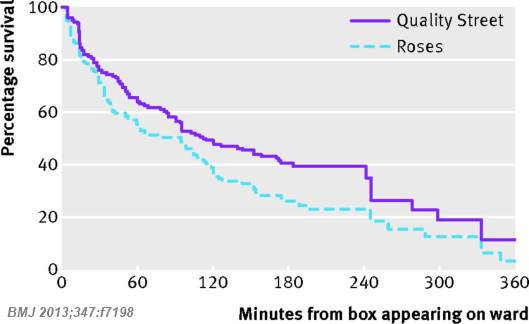 Percentage survival
100
80
60
40
20
0
Quality Street
Roses
0 60 120 180 240 300 360
BMJ 2013;347:f7198
Minutes from box appearing on ward